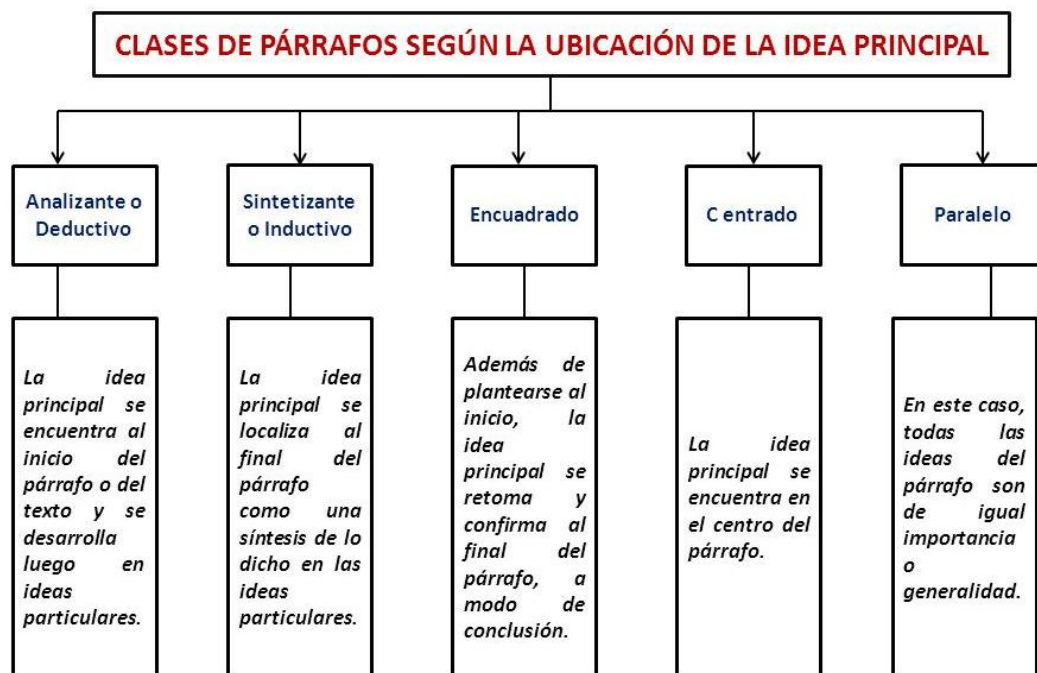 CLASES DE PÁRRAFOS SEGÚN LA UBICACIÓN DE LA IDEA PRINCIPAL
Analizante o
Deductivo
Sintetizante
o Inductivo
Encuadrado
C entrado
Paralelo
La idea
principal se
encuentra al
inicio del
párrafo o del
texto y se
desarrolla
luego en
ideas
particulares.
La idea
principal se
localiza al
final del
párrafo
como una
síntesis de lo
dicho en las
ideas
particulares.
Además de
plantearse al
inicio, la
idea
principal se
retoma y
confirma al
final del
párrafo, a
modo de
conclusión.
La idea
principal se
encuentra en
el centro del
párrafo.
En este caso,
todas las
ideas del
párrafo son
de igual
importancia
o
generalidad.